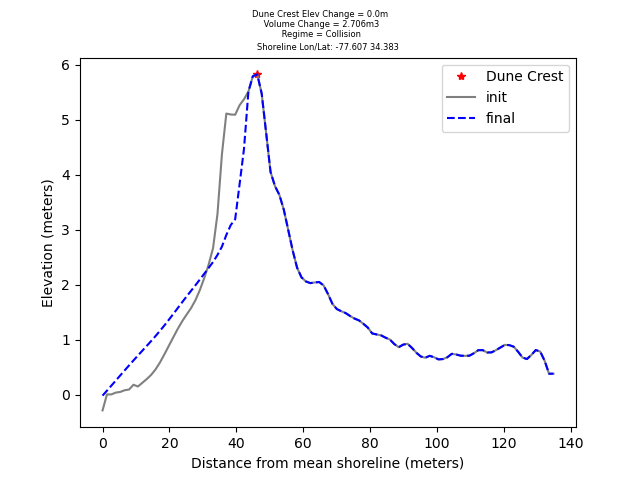 Dune Crest Elev Change = 0.0m
Volume Change = 2.706m3
Regime = Collision
Shoreline Lon/Lat: -77.607 34.383
Dune Crest
init
final
6
5
4
3
2
1
0
Elevation (meters)
0 20 40 60 80 100 120 140
Distance from mean shoreline (meters)